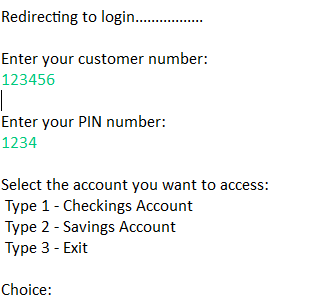 Redirecting to login.................
Enter your customer number:
123456
Enter your PIN number:
1234
Select the account you want to access:
Type 1 - Checkings Account
Type 2 - Savings Account
Type 3 - Exit
Choice: